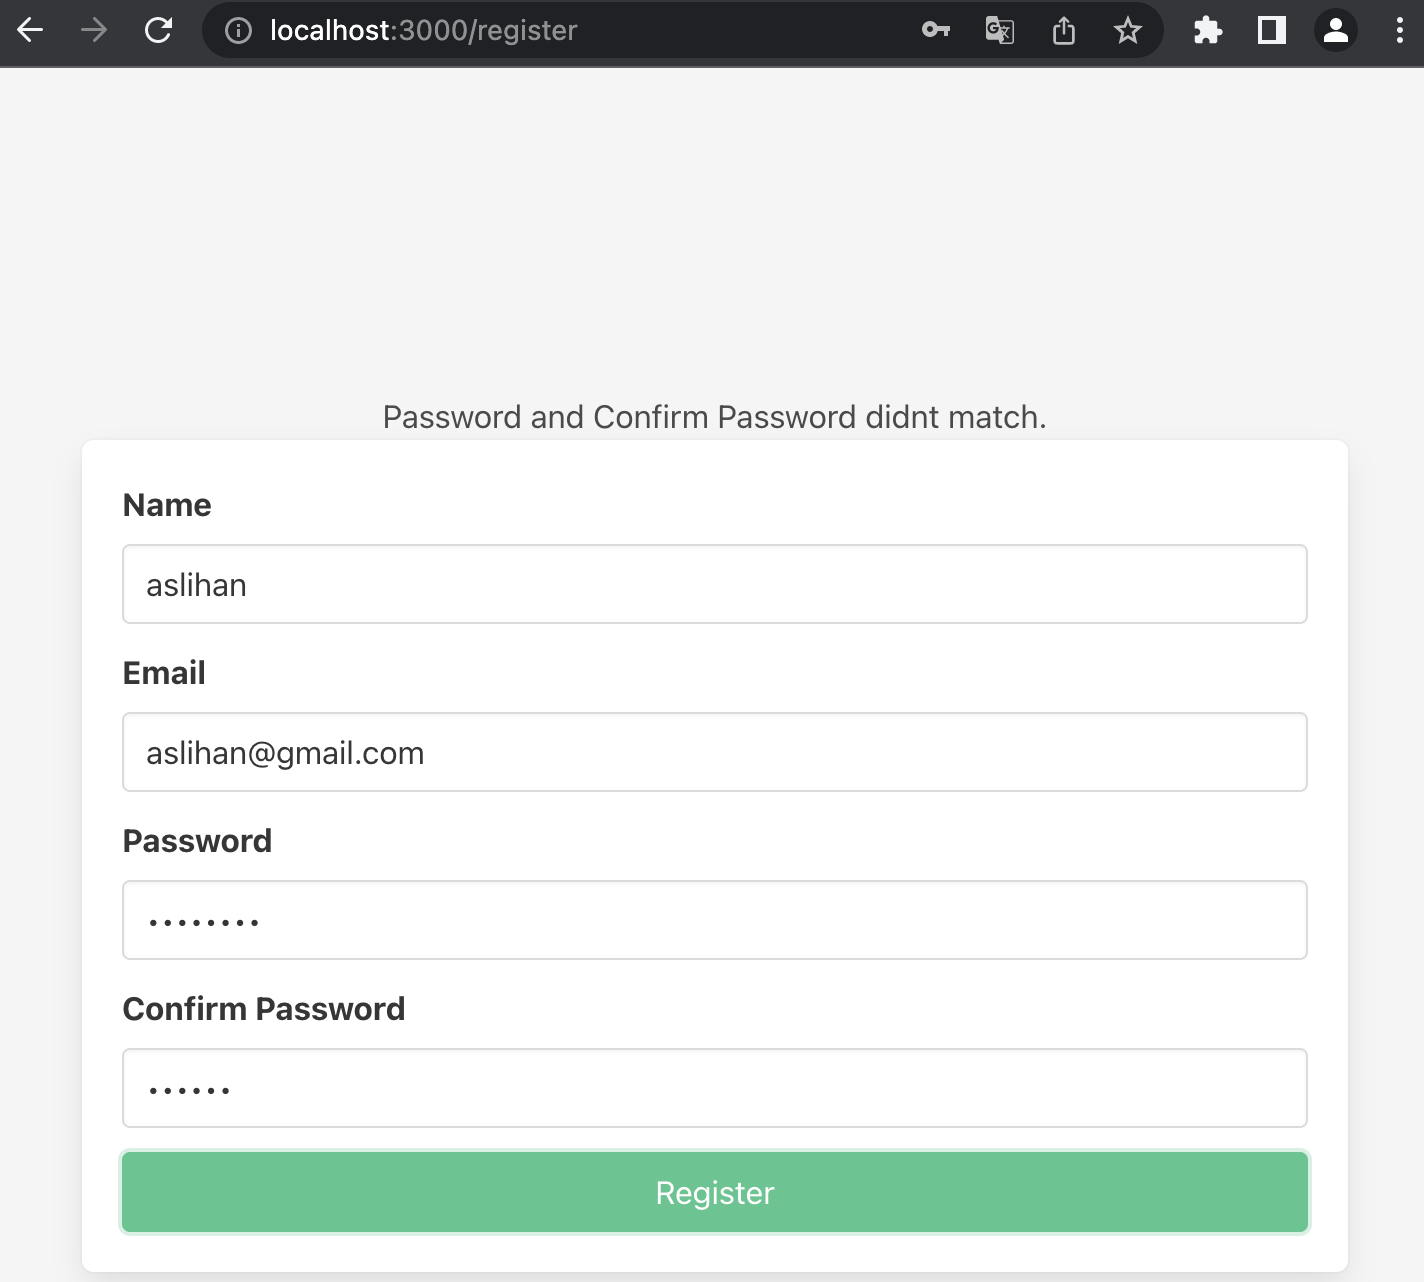 localhost:3000/register
Password and Confirm Password didnt match.
Name
aslihan
Email
aslihan@gmail.com
Password
••••••••
Confirm Password
••••••
Register